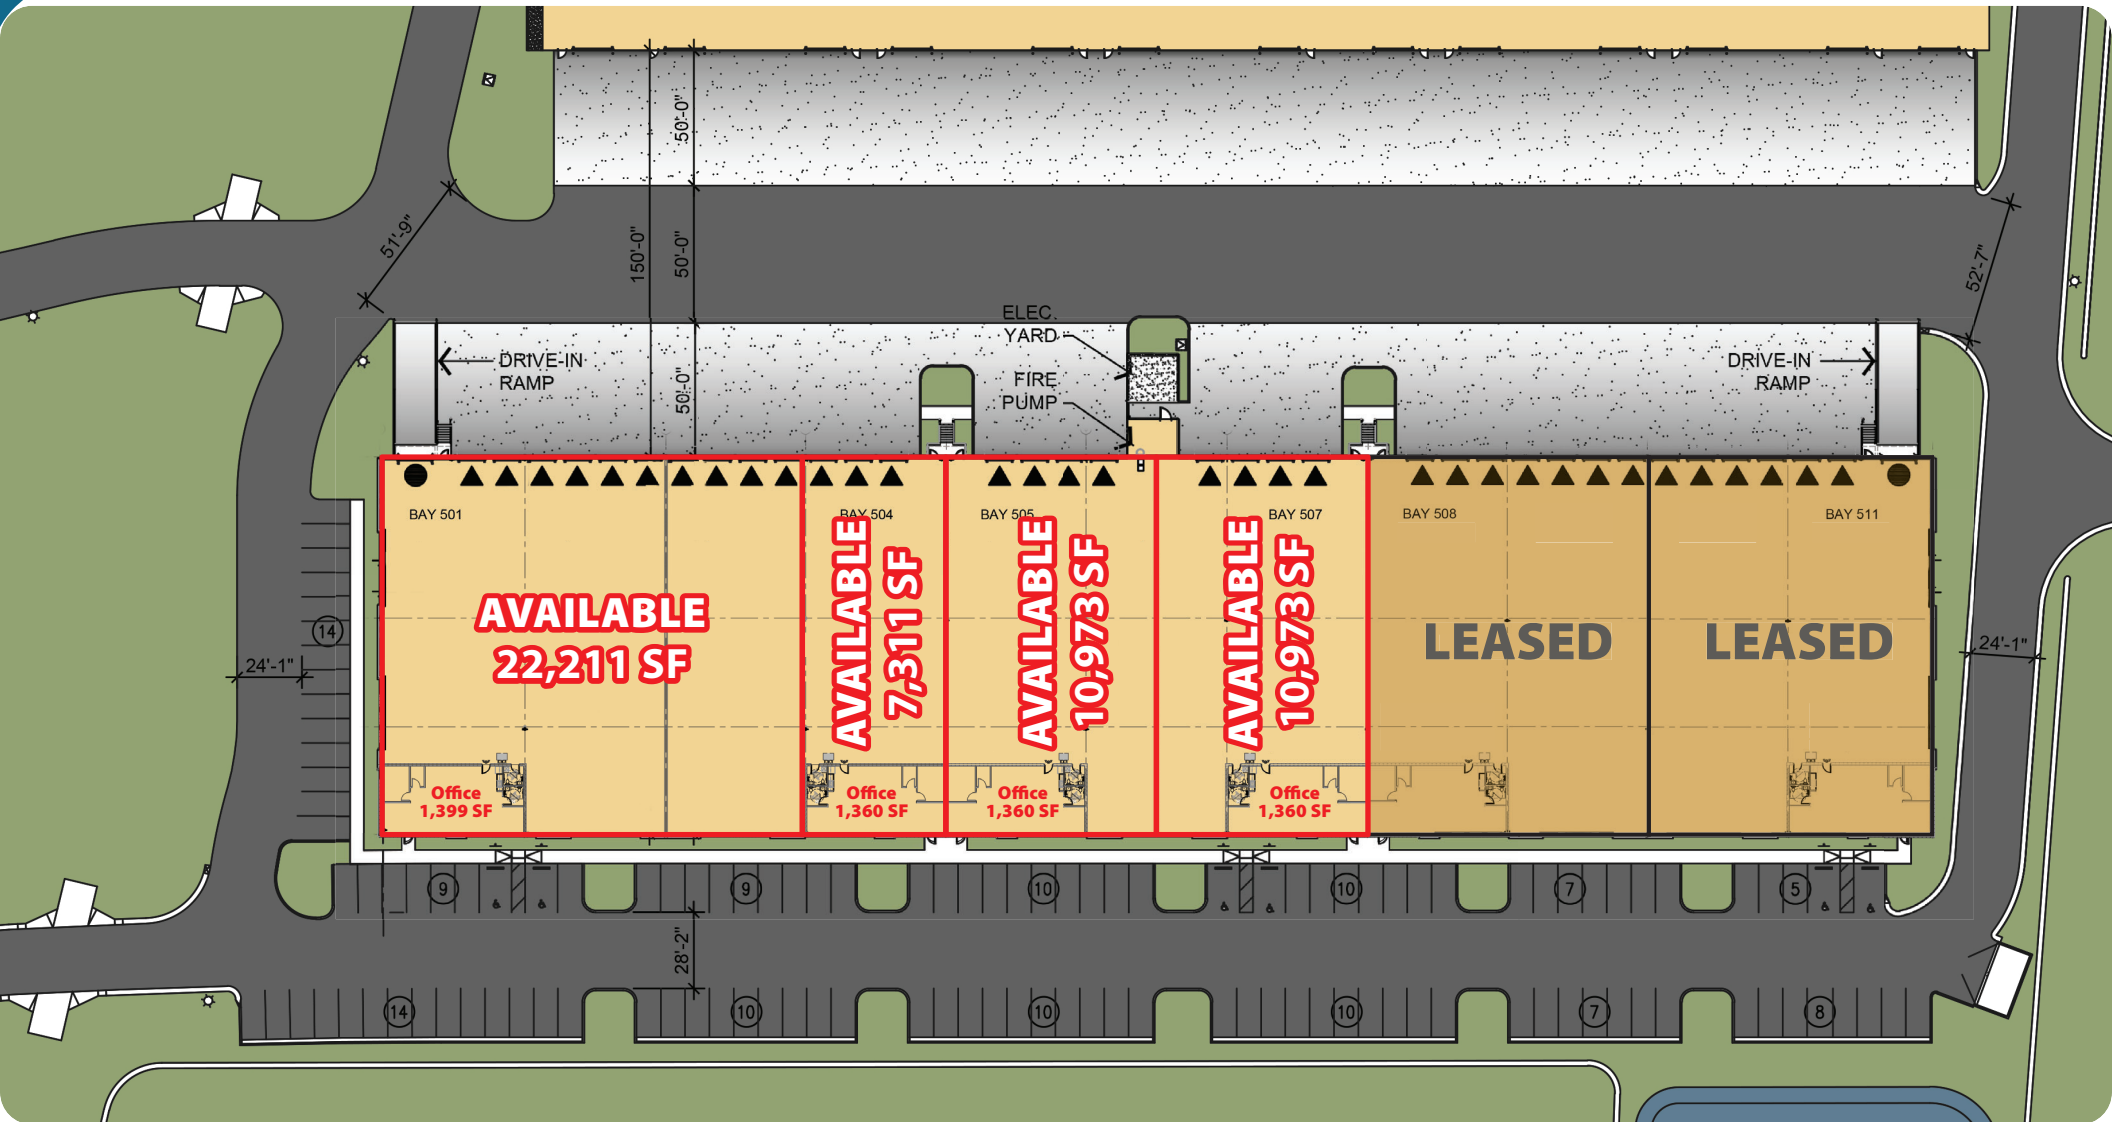 50'-0"
150'-0"
50'-0"
51'-9"
52'-7"
ELEC.
YARD
DRIVE-IN
RAMP
FIRE
PUMP
50'-0"
DRIVE-IN
RAMP
BAY 501
BAY 504
BAY 505
BAY 507
BAY 508
BAY 511
AVAILABLE
22,211 SF
AVAILABLE
7,311 SF
AVAILABLE
10,973 SF
AVAILABLE
10,973 SF
LEASED
LEASED
14
24'-1"
24'-1"
Office
1,399 SF
Office
1,360 SF
Office
1,360 SF
Office
1,360 SF
9
9
10
10
7
5
28'-2"
14
10
10
10
7
8